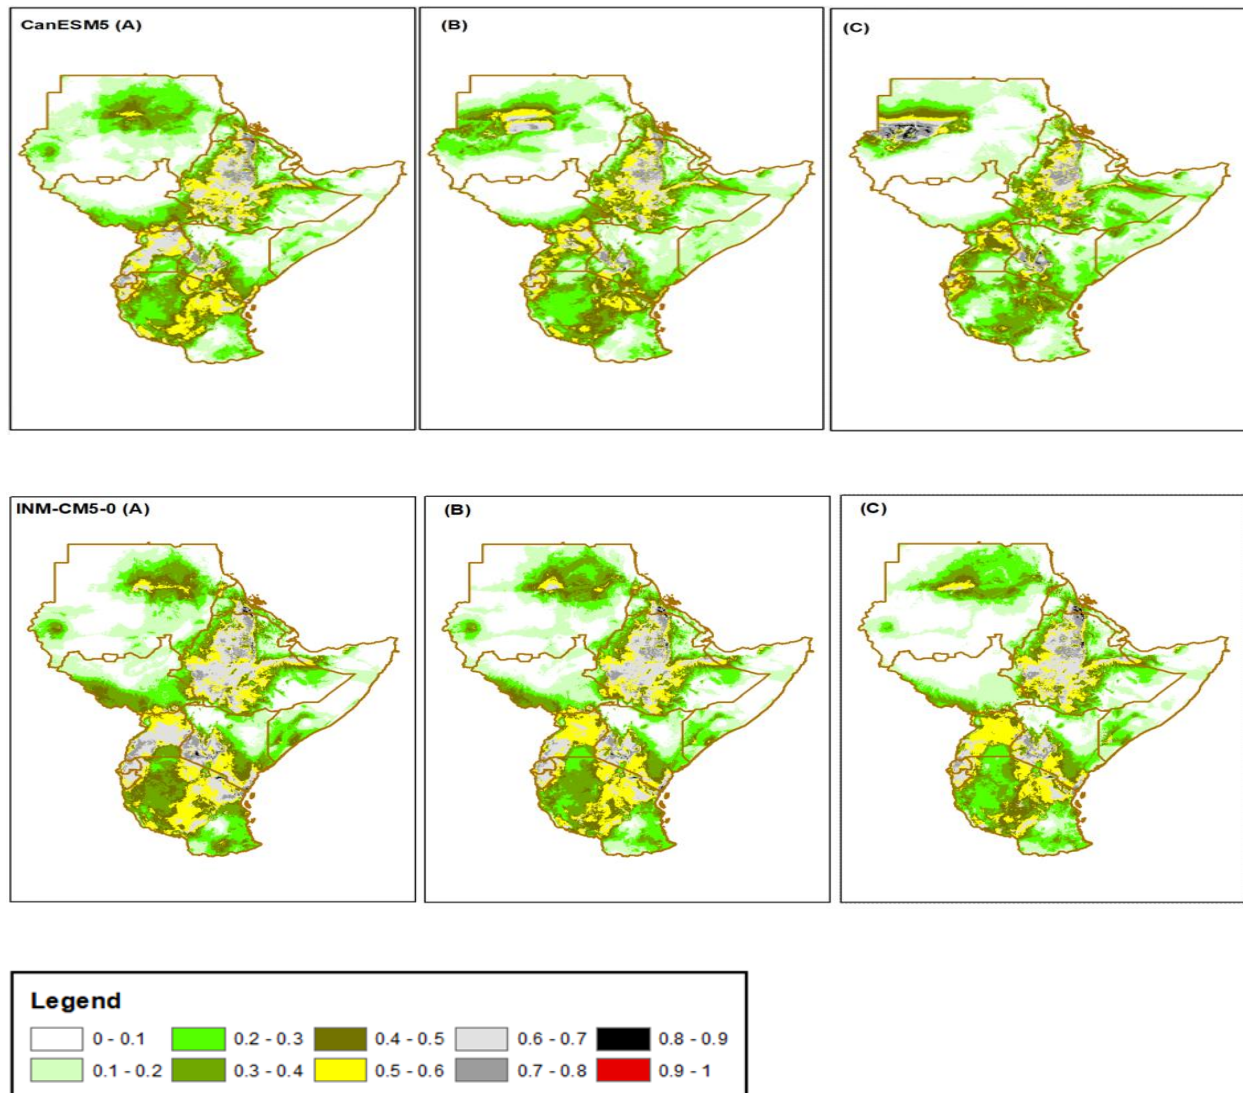 CanESM5 (A)
(B)
(C)
INM-CM5-0 (A)
(B)
(C)
Legend
0 - 0.1
0.2 - 0.3
0.4 - 0.5
0.6 - 0.7
0.8 - 0.9
0.1 - 0.2
0.3 - 0.4
0.5 - 0.6
0.7 - 0.8
0.9 - 1